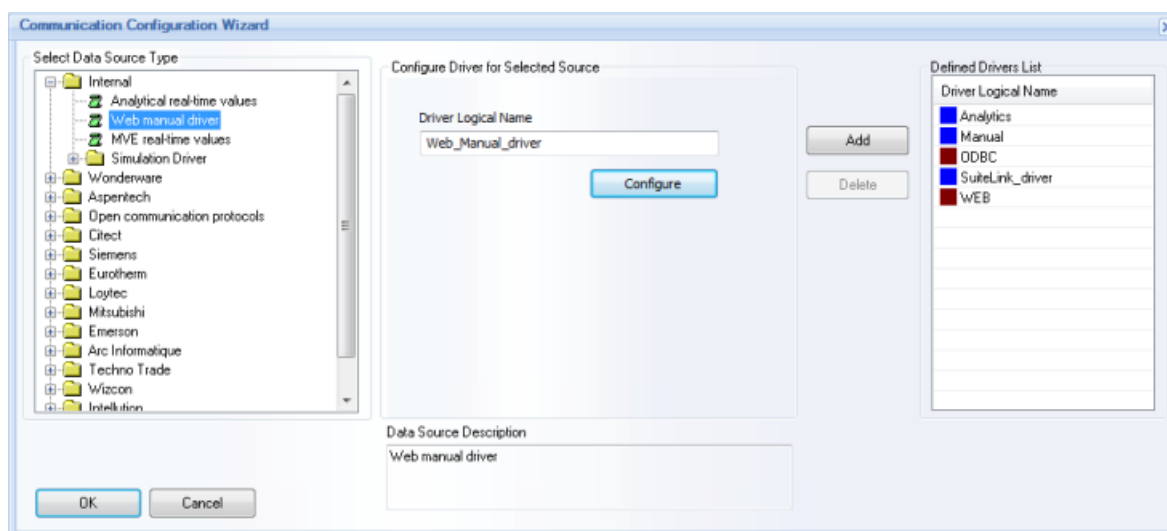 Communication Configuration Wizard
Select Data Source Type
Internal
Analytical real-time values
Web manual driver
MVE real-time values
Simulation Driver
Wonderware
Aspentech
Open communication protocols
Citect
Siemens
Eurotherm
Loytec
Mitsubishi
Emerson
Arc Informatique
Techno Trade
Wizcon
Intellution
Configure Driver for Selected Source
Driver Logical Name
Web_Manual_driver
Configure
Add
Delete
Defined Drivers List
Driver Logical Name
Analytics
Manual
ODBC
SuiteLink_driver
WEB
Data Source Description
Web manual driver
OK
Cancel